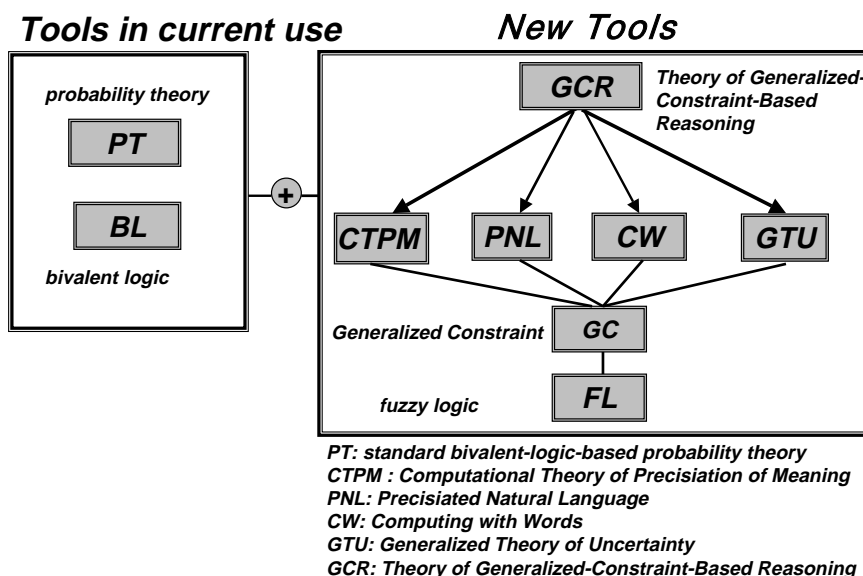 Tools in current use
New Tools
probability theory
PT
BL
bivalent logic
+
GCR
Theory of Generalized-
Constraint-Based
Reasoning
CTPM
PNL
CW
GTU
Generalized Constraint
GC
fuzzy logic
FL
PT: standard bivalent-logic-based probability theory
CTPM : Computational Theory of Precisiation of Meaning
PNL: Precisiated Natural Language
CW: Computing with Words
GTU: Generalized Theory of Uncertainty
GCR: Theory of Generalized-Constraint-Based Reasoning